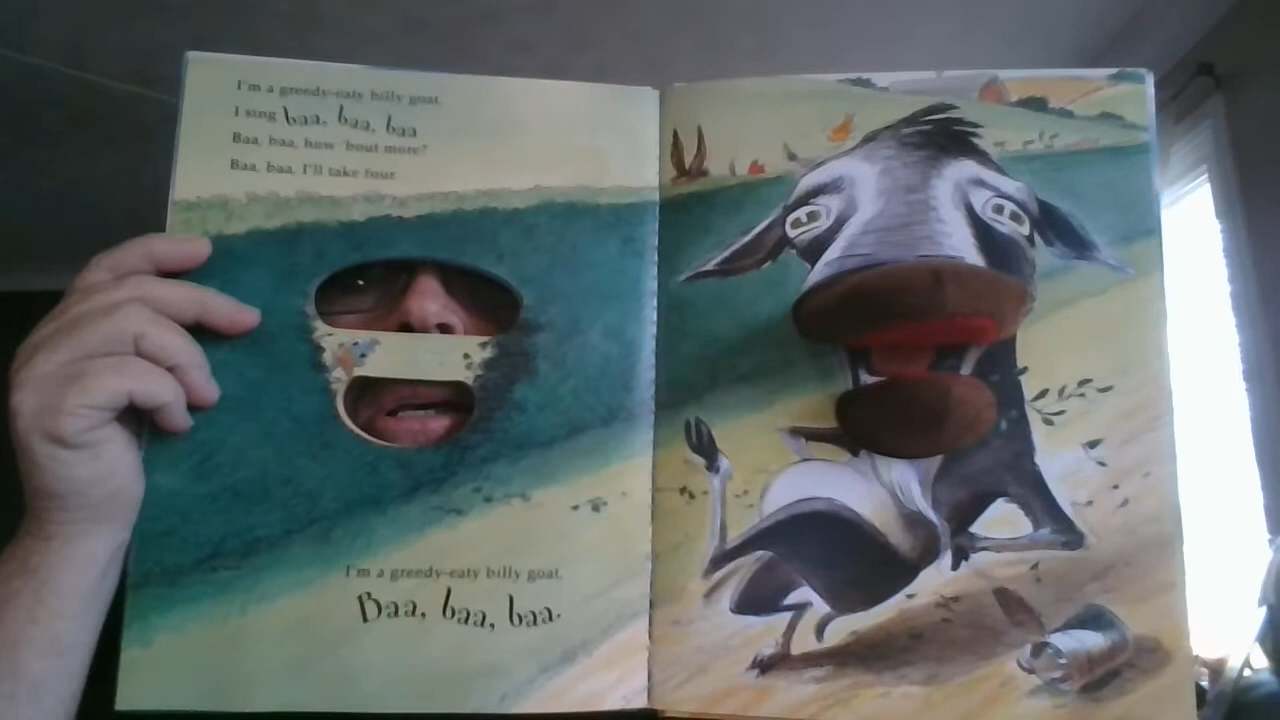 I'm a greedy-eaty billy goat.
I sing baa, baa, baa
Baa, baa, how 'bout more?
Baa, baa, I'll take four.
I'm a greedy-eaty billy goat.
Baa, baa, baa.